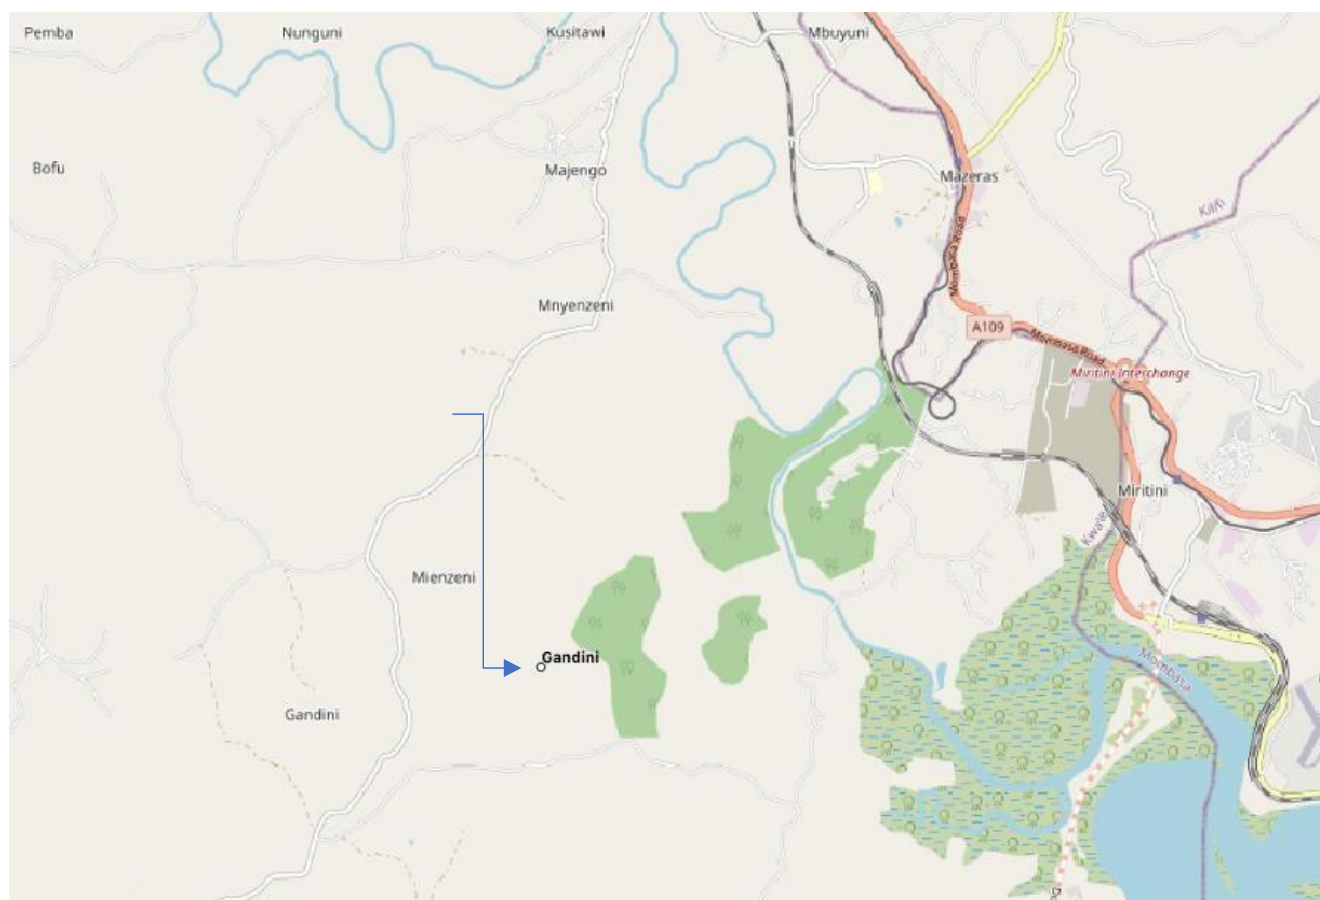 Pemba
Nunguni
Kusitawi
Mbuyuni
Bofu
Majengo
Mazeras
Kilifi
Mombasa Road
Mnyenzeni
A109
Mombasa Road
Miritini Interchange
Miritini
Kwale
Mienzeni
Gandini
Mombasa
Gandini